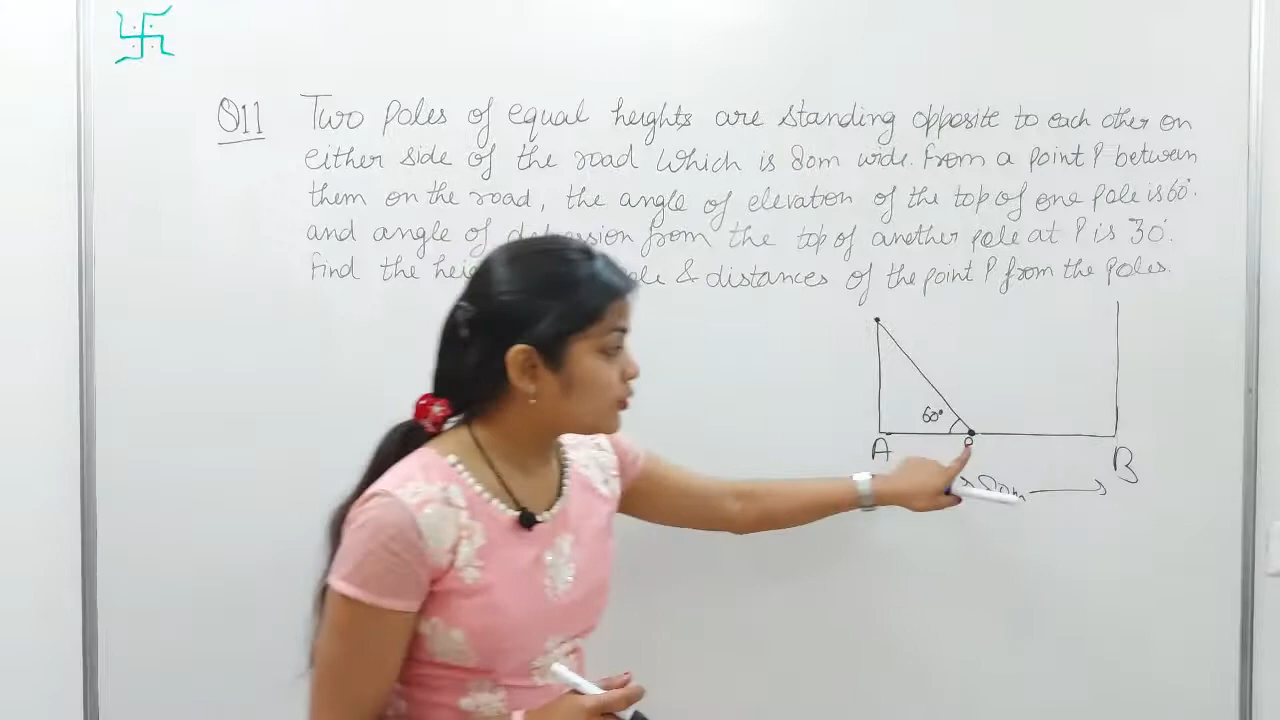 Q11 Two poles of equal heights are standing opposite to each other on
either side of the road which is 80m wide. From a point P between
them on the road, the angle of elevation of the top of one pole is 60°.
and angle of depression from the top of another pole at P is 30°.
Find the & distances of the point P from the poles.
60°
A P B
80m